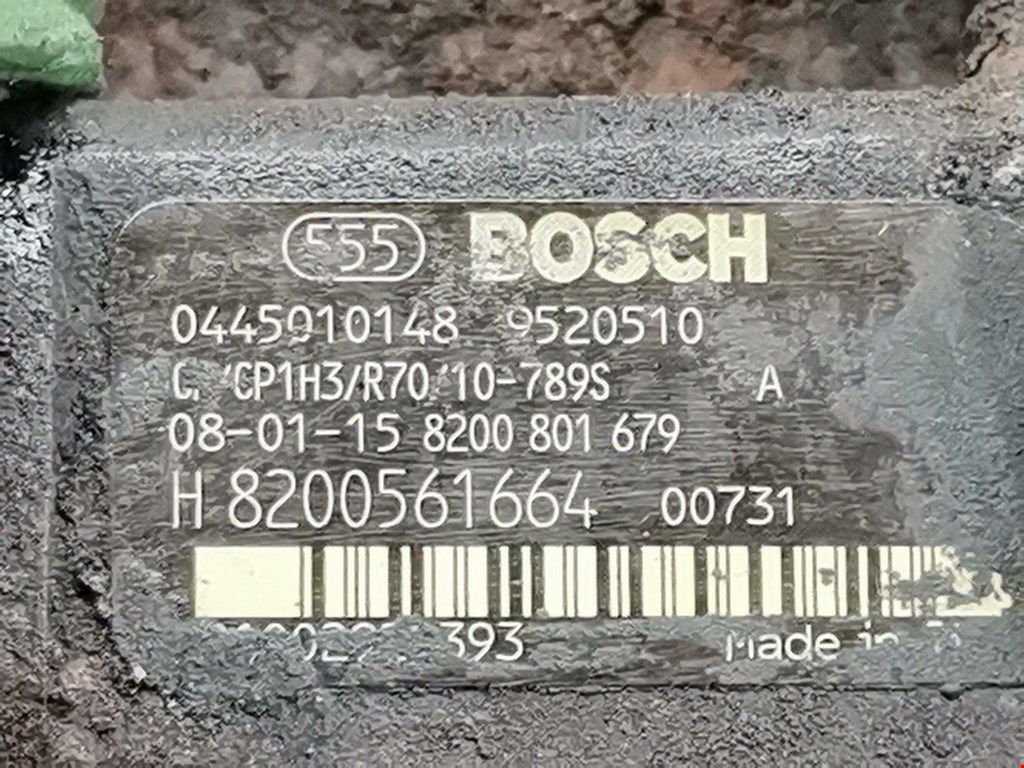 555 BOSCH
0445010148 9520510
CP1H3/R70/10-789S A
08-01-15 8200 801 679
H 8200561664 00731
393
Made in